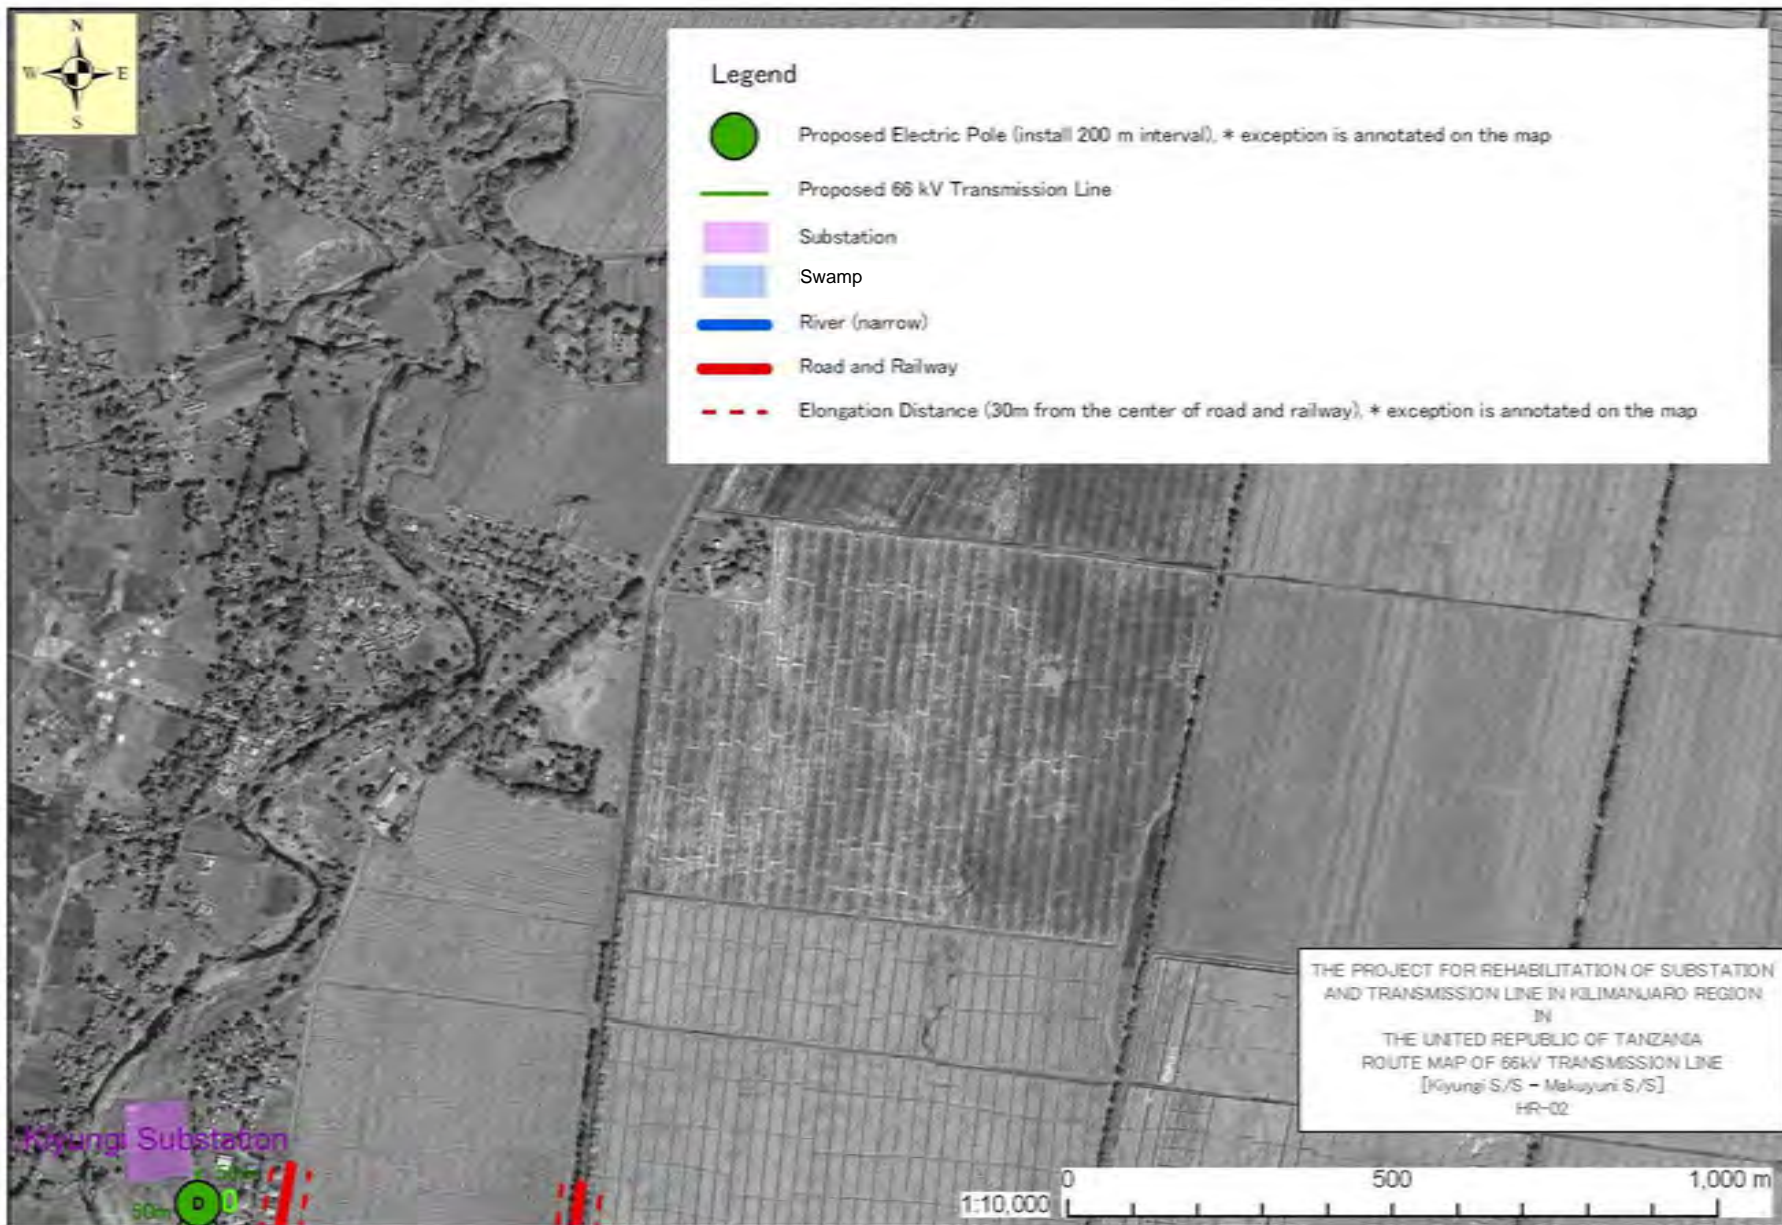 N
W E
S
Legend
Proposed Electric Pole (install 200 m interval), * exception is annotated on the map
Proposed 66 kV Transmission Line
Substation
Swamp
River (narrow)
Road and Railway
Elongation Distance (30m from the center of road and railway), * exception is annotated on the map
THE PROJECT FOR REHABILITATION OF SUBSTATION
AND TRANSMISSION LINE IN KILIMANJARO REGION
IN
THE UNITED REPUBLIC OF TANZANIA
ROUTE MAP OF 66kV TRANSMISSION LINE
[Kiyungi S/S - Makuyuni S/S]
HR-02
Kiyungi Substation
50m
D 0
50m
0 500 1,000 m
1:10,000